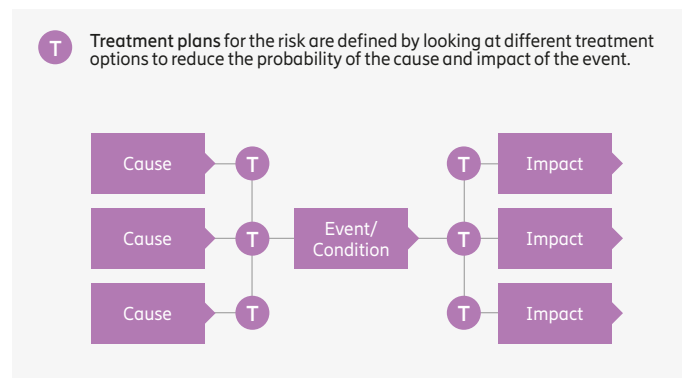 T
Treatment plans for the risk are defined by looking at different treatment
options to reduce the probability of the cause and impact of the event.
Cause
T
T
Impact
Cause
T
Event/
Condition
T
Impact
Cause
T
T
Impact